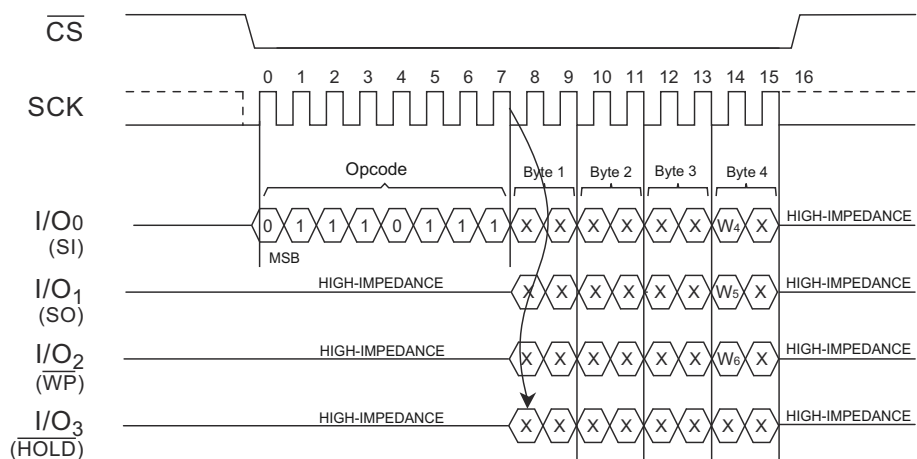 CS
0 1 2 3 4 5 6 7 8 9 10 11 12 13 14 15 16
SCK
Opcode Byte 1 Byte 2 Byte 3 Byte 4
I/O0 0 1 1 1 0 1 1 1 X X X X X X W4 X HIGH-IMPEDANCE
(SI)
MSB
I/O1 HIGH-IMPEDANCE X X X X X X W5 X HIGH-IMPEDANCE
(SO)
I/O2 HIGH-IMPEDANCE X X X X X X W6 X HIGH-IMPEDANCE
(WP)
I/O3 HIGH-IMPEDANCE X X X X X X X X HIGH-IMPEDANCE
(HOLD)